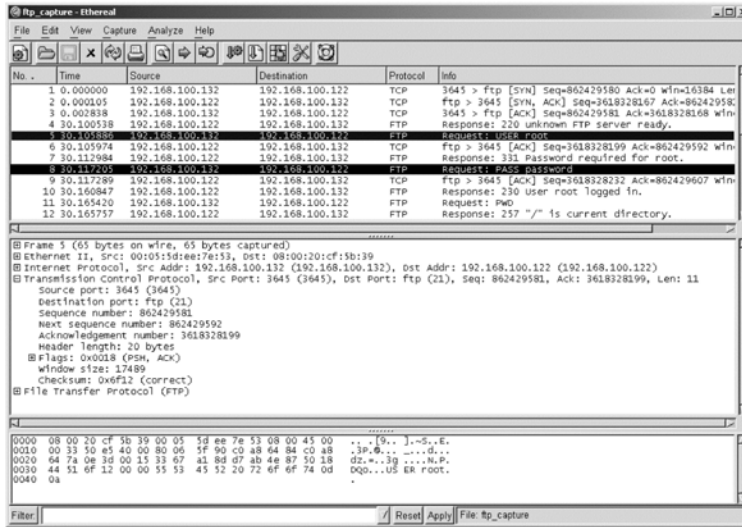 ftp_capture - Ethereal
File Edit View Capture Analyze Help
No. . Time Source Destination Protocol Info
1 0.000000 192.168.100.132 192.168.100.122 TCP 3645 > ftp [SYN] Seq=862429580 Ack=0 Win=16384 Len
2 0.000105 192.168.100.122 192.168.100.132 TCP ftp > 3645 [SYN, ACK] Seq=3618328167 Ack=86242958
3 0.002838 192.168.100.132 192.168.100.122 TCP 3645 > ftp [ACK] Seq=862429581 Ack=3618328168 Win=
4 30.100538 192.168.100.122 192.168.100.132 FTP Response: 220 unknown FTP server ready.
5 30.105886 192.168.100.132 192.168.100.122 FTP Request: USER root
6 30.105974 192.168.100.122 192.168.100.132 TCP ftp > 3645 [ACK] Seq=3618328199 Ack=862429592 Win=
7 30.112984 192.168.100.122 192.168.100.132 FTP Response: 331 Password required for root.
8 30.117205 192.168.100.132 192.168.100.122 FTP Request: PASS password
9 30.117289 192.168.100.122 192.168.100.132 TCP ftp > 3645 [ACK] Seq=3618328232 Ack=862429607 Win=
10 30.160847 192.168.100.122 192.168.100.132 FTP Response: 230 User root logged in.
11 30.165420 192.168.100.132 192.168.100.122 FTP Request: PWD
12 30.165757 192.168.100.122 192.168.100.132 FTP Response: 257 "/" is current directory.
Frame 5 (65 bytes on wire, 65 bytes captured)
Ethernet II, Src: 00:05:5d:ee:7e:53, Dst: 08:00:20:cf:5b:39
Internet Protocol, Src Addr: 192.168.100.132 (192.168.100.132), Dst Addr: 192.168.100.122 (192.168.100.122)
Transmission Control Protocol, Src Port: 3645 (3645), Dst Port: ftp (21), Seq: 862429581, Ack: 3618328199, Len: 11
Source port: 3645 (3645)
Destination port: ftp (21)
Sequence number: 862429581
Next sequence number: 862429592
Acknowledgement number: 3618328199
Header length: 20 bytes
Flags: 0x0018 (PSH, ACK)
Window size: 17489
Checksum: 0x6f12 (correct)
File Transfer Protocol (FTP)
0000 08 00 20 cf 5b 39 00 05 5d ee 7e 53 08 00 45 00 .. .[9.. ].~S..E.
0010 00 33 50 e5 40 00 80 06 5f 90 c0 a8 64 84 c0 a8 .3P.@... _...d...
0020 64 7a 0e 3d 00 15 33 67 a1 8d d7 ab 4e 87 50 18 dz.=..3g ....N.P.
0030 44 51 6f 12 00 00 55 53 45 52 20 72 6f 6f 74 0d DQo...US ER root.
0040 0a .
Filter: / Reset Apply File: ftp_capture